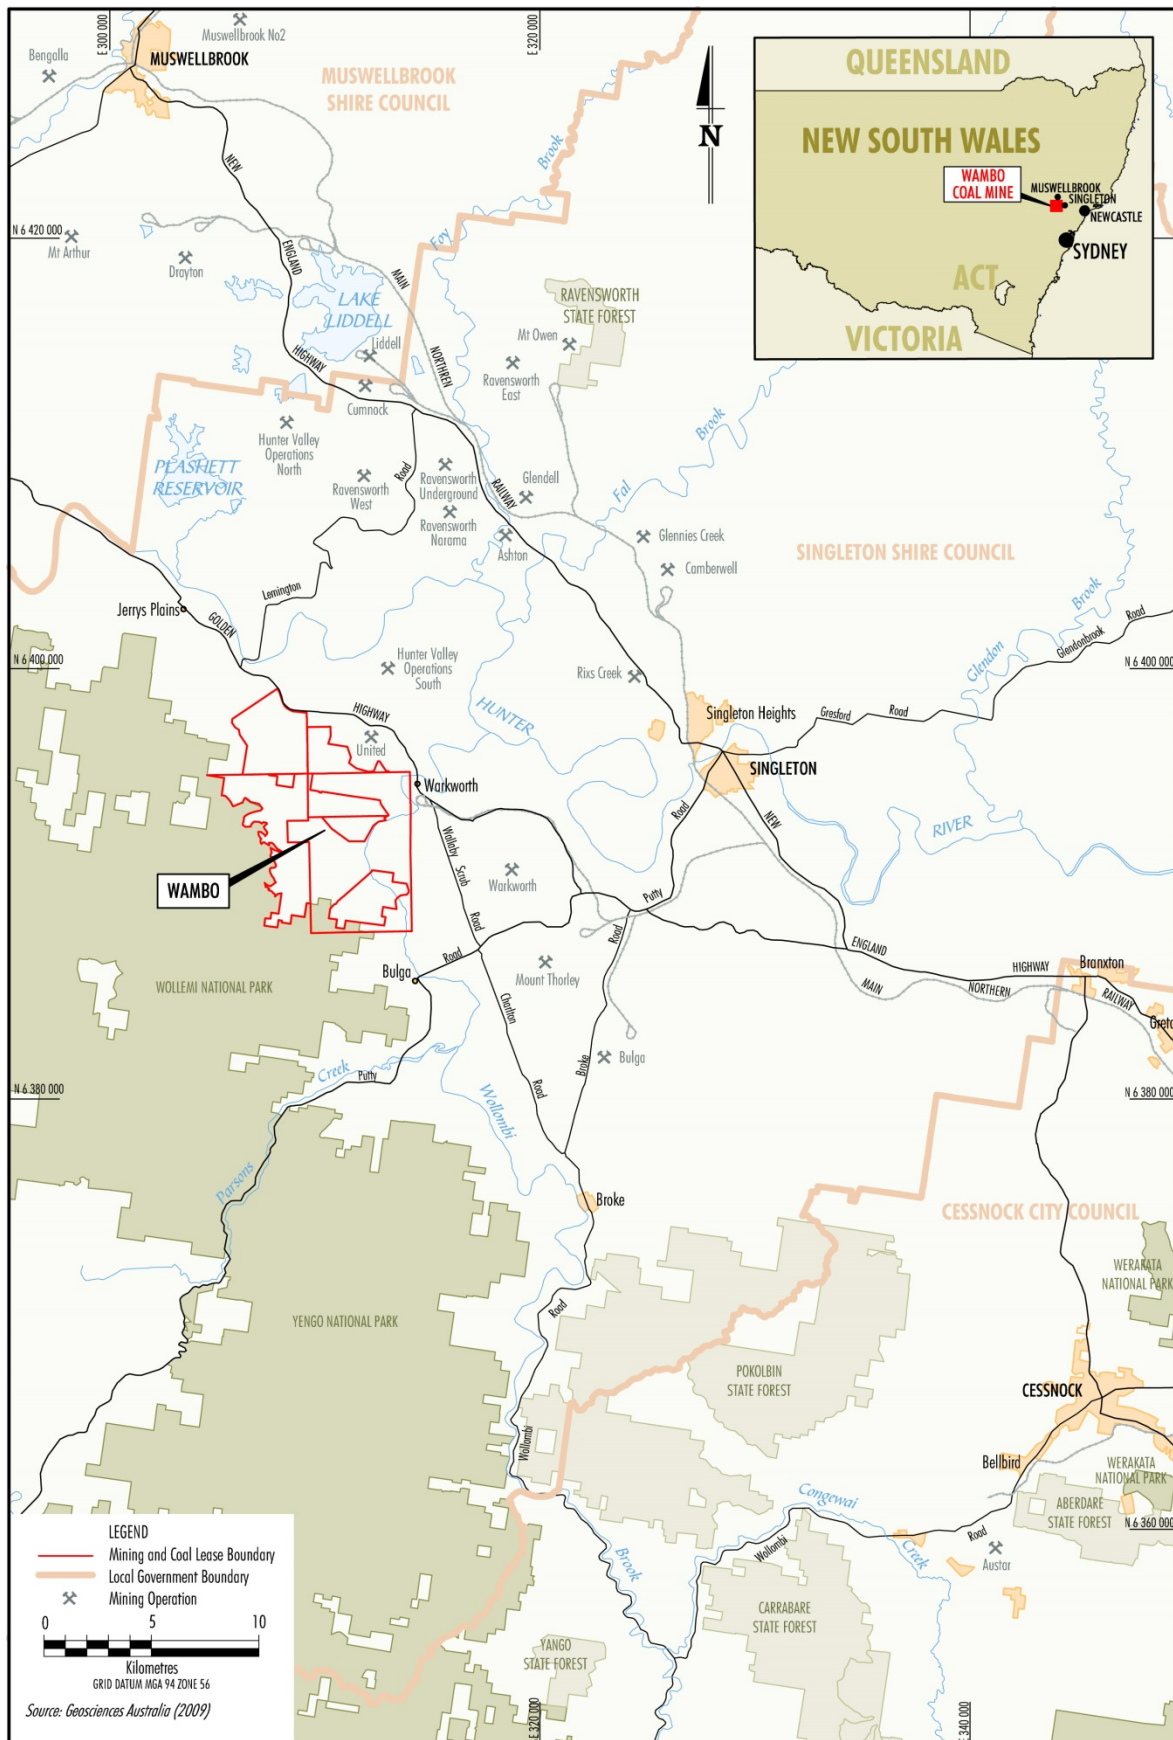 E 300 000
E 320 000
Muswellbrook No2
Bengalla
MUSWELLBROOK
MUSWELLBROOK
SHIRE COUNCIL
N
QUEENSLAND
NEW SOUTH WALES
WAMBO
COAL MINE
MUSWELLBROOK
SINGLETON
NEWCASTLE
SYDNEY
ACT
VICTORIA
NEW
Brook
Foy
N 6 420 000
Mt Arthur
Drayton
ENGLAND
MAIN
LAKE
LIDDELL
RAVENSWORTH
STATE FOREST
Mt Owen
Liddell
HIGHWAY
NORTHREN
Ravensworth
East
Cumnock
Hunter Valley
Operations
North
Brook
PLASHETT
RESERVOIR
Road
Ravensworth
West
Ravensworth
Underground
RAILWAY
Glendell
Fal
Ravensworth
Narama
Ashton
Glennies Creek
SINGLETON SHIRE COUNCIL
Camberwell
Lemington
Jerrys Plains
GOLDEN
Brook
Road
Glendonbrook
Glendon
N 6 400 000
N 6 400 000
Hunter Valley
Operations
South
Rixs Creek
HUNTER
HIGHWAY
Singleton Heights
Gresford
Road
United
SINGLETON
Warkworth
Road
NEW
RIVER
Wallaby
Scrub
Road
WAMBO
Warkworth
Putty
Road
ENGLAND
HIGHWAY
Branxton
Road
Bulga
Mount Thorley
MAIN
NORTHERN
RAILWAY
Greta
WOLLEMI NATIONAL PARK
Charlton
Road
Broke
Bulga
Creek
Putty
N 6 380 000
N 6 380 000
Wollombi
Parsons
Broke
CESSNOCK CITY COUNCIL
WERAKATA
NATIONAL PARK
YENGO NATIONAL PARK
Road
POKOLBIN
STATE FOREST
CESSNOCK
Wollombi
Bellbird
WERAKATA
NATIONAL PARK
Congewai
ABERDARE
STATE FOREST
N 6 360 000
Wollombi
Road
Creek
Austar
Brook
CARRABARE
STATE FOREST
YANGO
STATE FOREST
LEGEND
Mining and Coal Lease Boundary
Local Government Boundary
Mining Operation
0 5 10
Kilometres
GRID DATUM MGA 94 ZONE 56
Source: Geosciences Australia (2009)
E 320 000
E 340 000